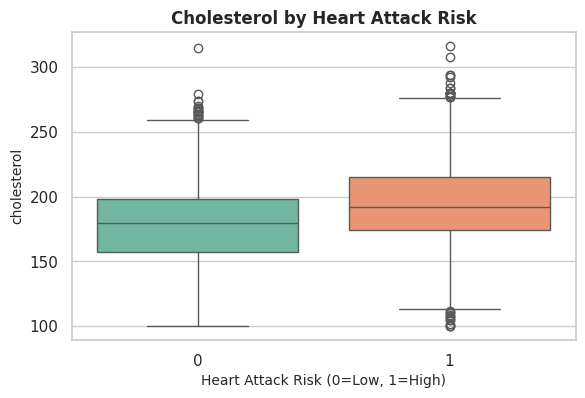 Cholesterol by Heart Attack Risk
300
250
200
150
100
cholesterol
0
1
Heart Attack Risk (0=Low, 1=High)